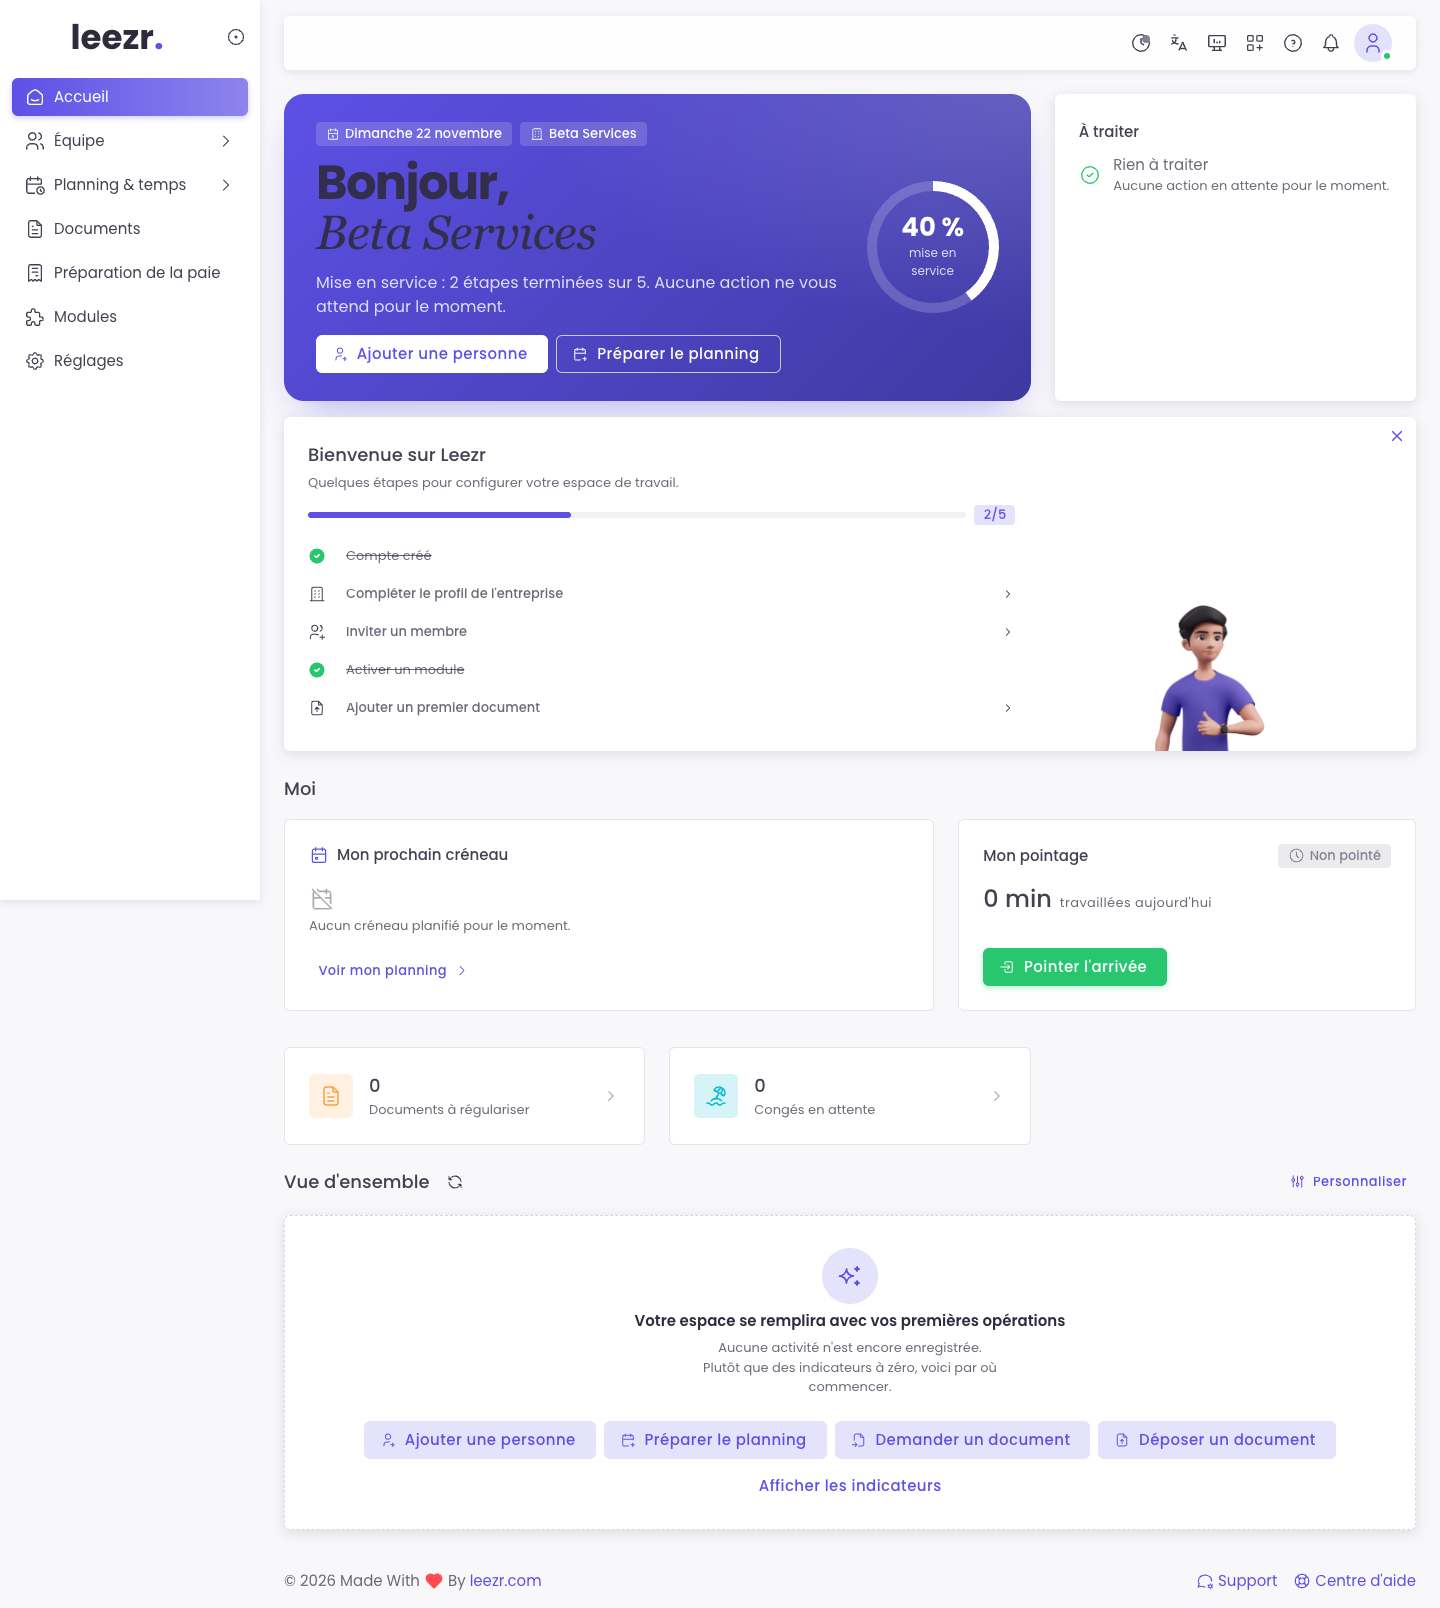 leezr.
Accueil
Équipe
Planning & temps
Documents
Préparation de la paie
Modules
Réglages
Dimanche 22 novembre
Beta Services
Bonjour,
Beta Services
Mise en service : 2 étapes terminées sur 5. Aucune action ne vous
attend pour le moment.
Ajouter une personne
Préparer le planning
40 %
mise en
service
À traiter
Rien à traiter
Aucune action en attente pour le moment.
Bienvenue sur Leezr
Quelques étapes pour configurer votre espace de travail.
2/5
Compte créé
Compléter le profil de l'entreprise
Inviter un membre
Activer un module
Ajouter un premier document
Moi
Mon prochain créneau
Aucun créneau planifié pour le moment.
Voir mon planning
Mon pointage
Non pointé
0 min travaillées aujourd'hui
Pointer l'arrivée
0
Documents à régulariser
0
Congés en attente
Vue d'ensemble
Personnaliser
Votre espace se remplira avec vos premières opérations
Aucune activité n'est encore enregistrée.
Plutôt que des indicateurs à zéro, voici par où
commencer.
Ajouter une personne
Préparer le planning
Demander un document
Déposer un document
Afficher les indicateurs
© 2026 Made With By leezr.com
Support
Centre d'aide